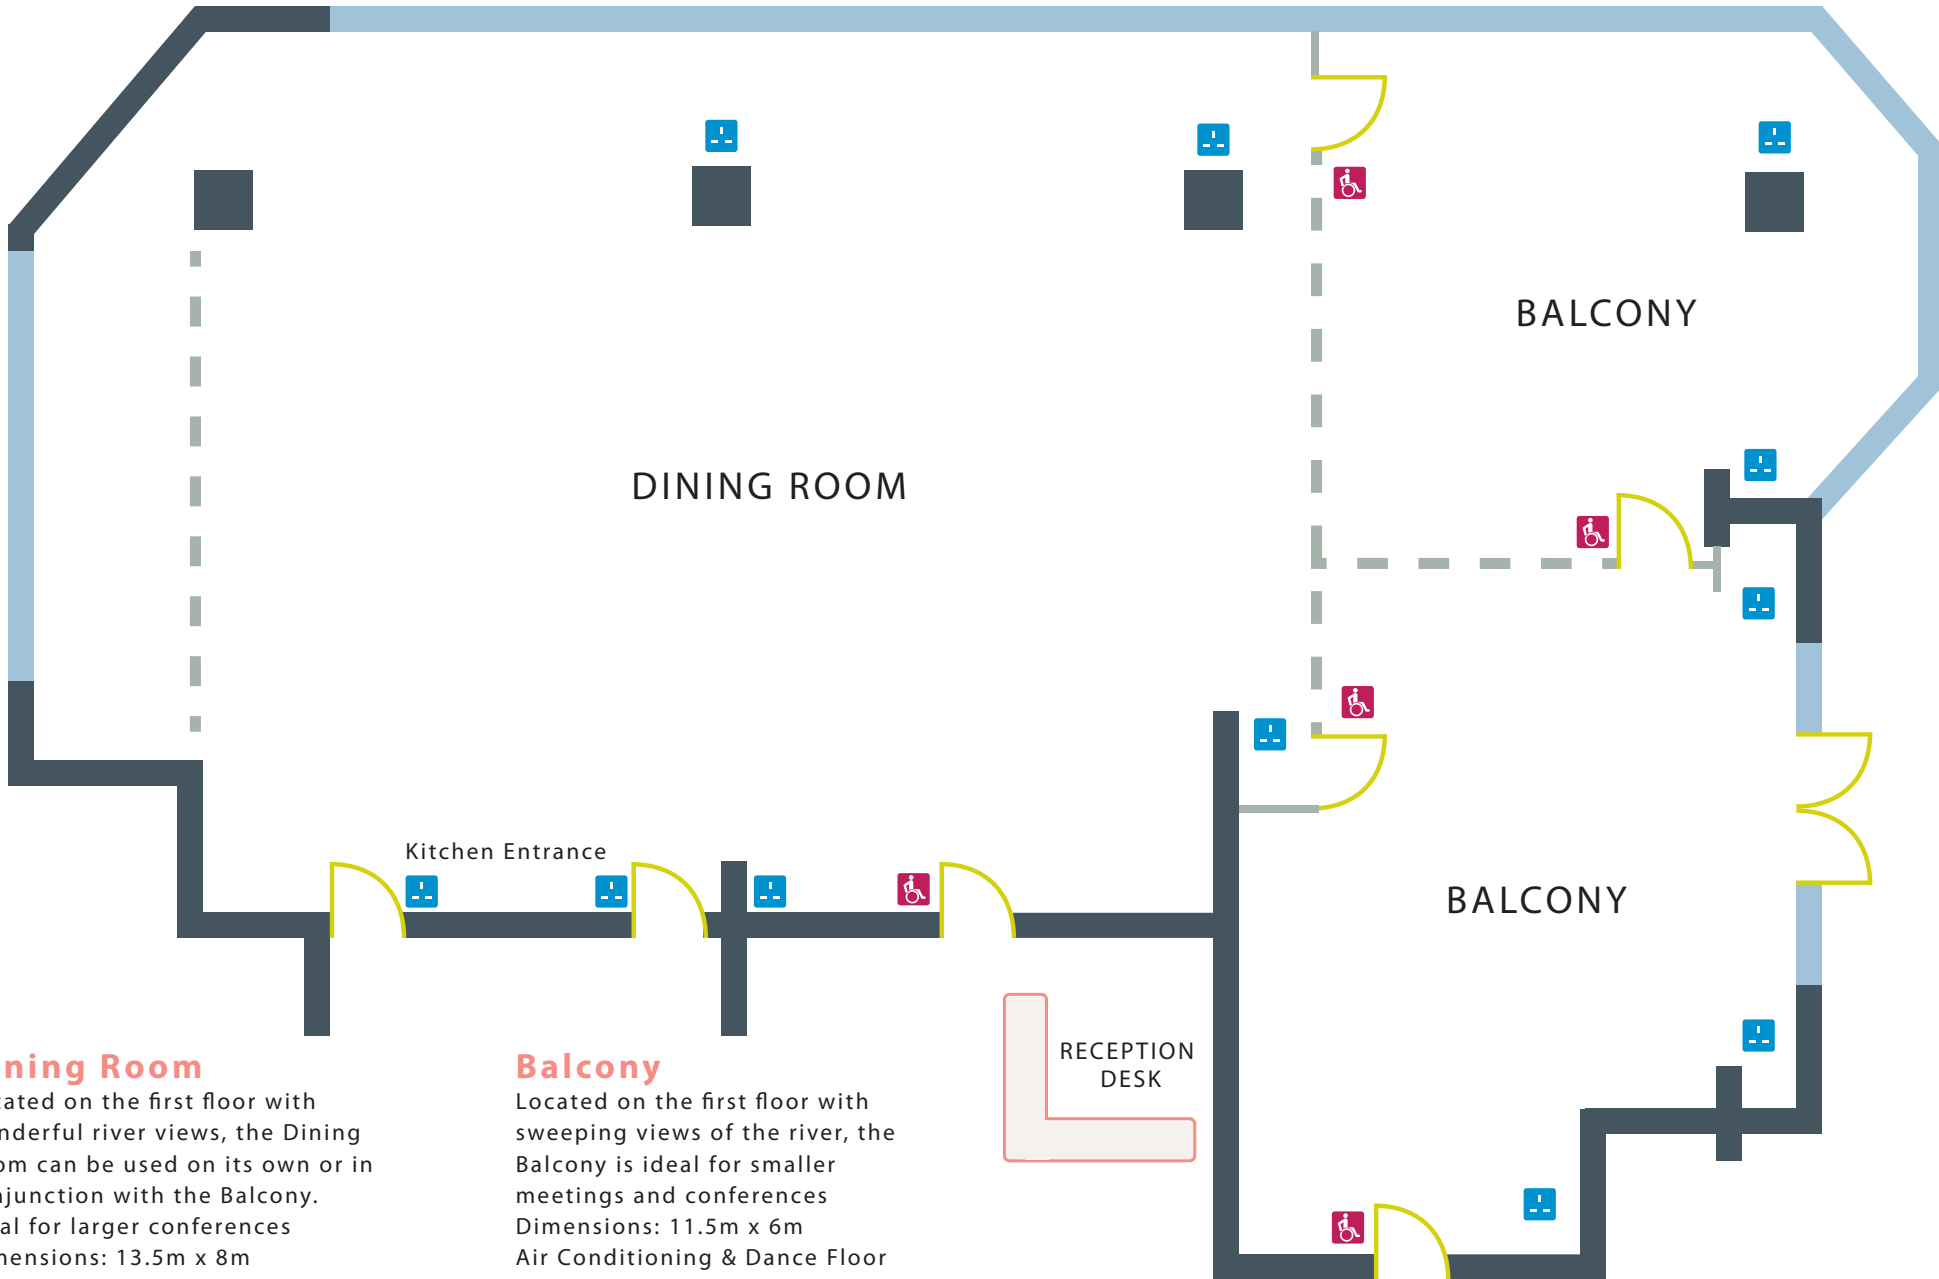 BALCONY
DINING ROOM
Kitchen Entrance
BALCONY
RECEPTION
DESK
ning Room
ated on the first floor with
nderful river views, the Dining
om can be used on its own or in
njunction with the Balcony.
al for larger conferences
mensions: 13.5m x 8m
Balcony
Located on the first floor with
sweeping views of the river, the
Balcony is ideal for smaller
meetings and conferences
Dimensions: 11.5m x 6m
Air Conditioning & Dance Floor